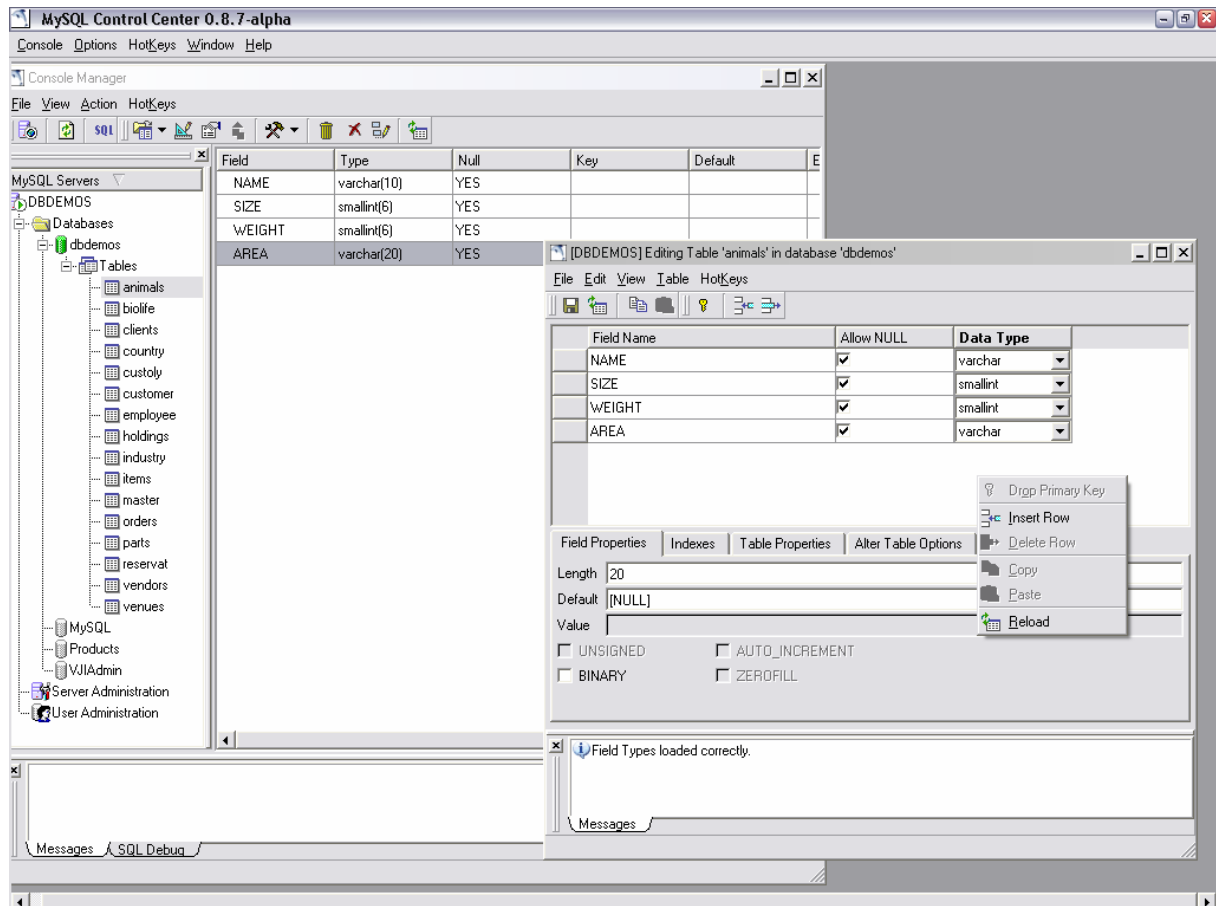 MySQL Control Center 0.8.7-alpha
Console Options HotKeys Window Help
Console Manager
File View Action HotKeys
SQL
MySQL Servers
DBDEMOS
Databases
dbdemos
Tables
animals
biolife
clients
country
custoly
customer
employee
holdings
industry
items
master
orders
parts
reservat
vendors
venues
MySQL
Products
VJIAdmin
Server Administration
User Administration
Field Type Null Key Default E
NAME varchar(10) YES
SIZE smallint(6) YES
WEIGHT smallint(6) YES
AREA varchar(20) YES
Messages SQL Debug
[DBDEMOS] Editing Table 'animals' in database 'dbdemos'
File Edit View Table HotKeys
Field Name Allow NULL Data Type
NAME varchar
SIZE smallint
WEIGHT smallint
AREA varchar
Field Properties Indexes Table Properties Alter Table Options
Length 20
Default [NULL]
Value
UNSIGNED AUTO_INCREMENT
BINARY ZEROFILL
Drop Primary Key
Insert Row
Delete Row
Copy
Paste
Reload
Field Types loaded correctly.
Messages